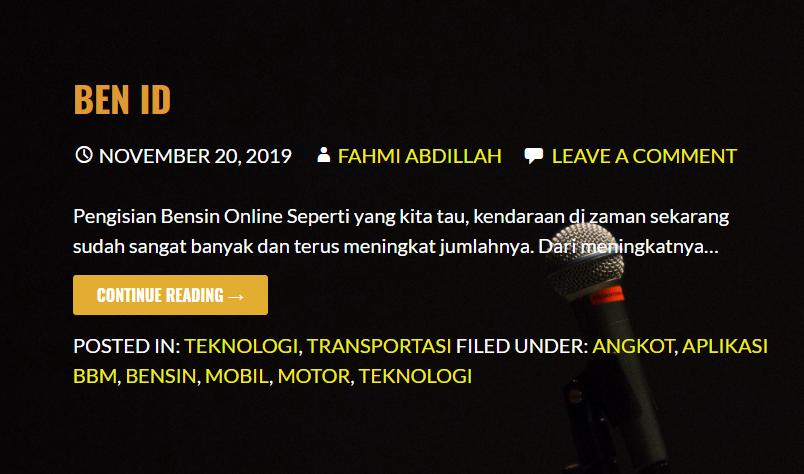 BEN ID
NOVEMBER 20, 2019 FAHMI ABDILLAH LEAVE A COMMENT
Pengisian Bensin Online Seperti yang kita tau, kendaraan di zaman sekarang
sudah sangat banyak dan terus meningkat jumlahnya. Dari meningkatnya...
CONTINUE READING →
POSTED IN: TEKNOLOGI, TRANSPORTASI FILED UNDER: ANGKOT, APLIKASI
BBM, BENSIN, MOBIL, MOTOR, TEKNOLOGI